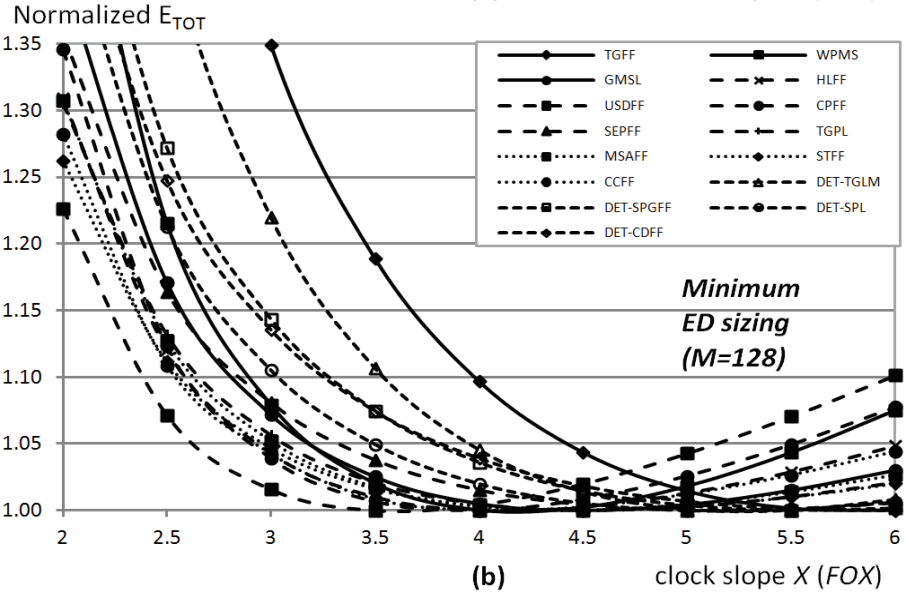 Normalized E_TOT
1.35
1.30
1.25
1.20
1.15
1.10
1.05
1.00
TGFF WPMS
GMSL HLFF
USDFF CPFF
SEPFF TGPL
MSAFF STFF
CCFF DET-TGLM
DET-SPGFF DET-SPL
DET-CDFF
Minimum
ED sizing
(M=128)
2 2.5 3 3.5 4 4.5 5 5.5 6
(b) clock slope X (FOX)